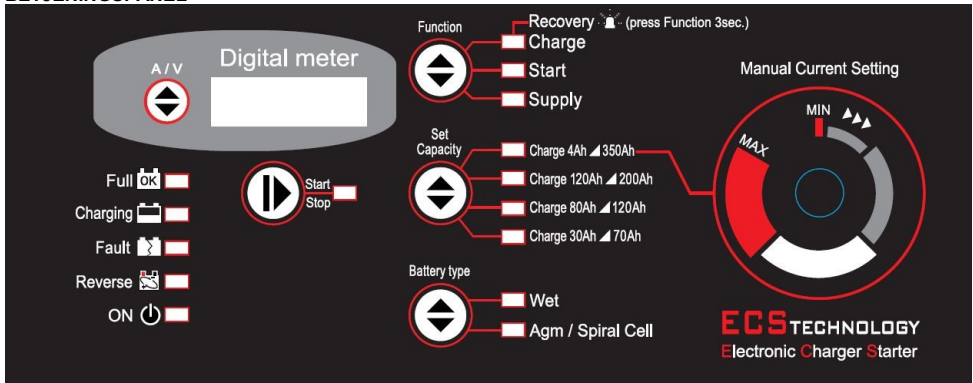 A / V
Digital meter
Full OK
Charging
Fault
Reverse
ON
Start
Stop
Function
Recovery (press Function 3sec.)
Charge
Start
Supply
Set
Capacity
Charge 4Ah 350Ah
Charge 120Ah 200Ah
Charge 80Ah 120Ah
Charge 30Ah 70Ah
Battery type
Wet
Agm / Spiral Cell
Manual Current Setting
MIN
MAX
ECS TECHNOLOGY
Electronic Charger Starter